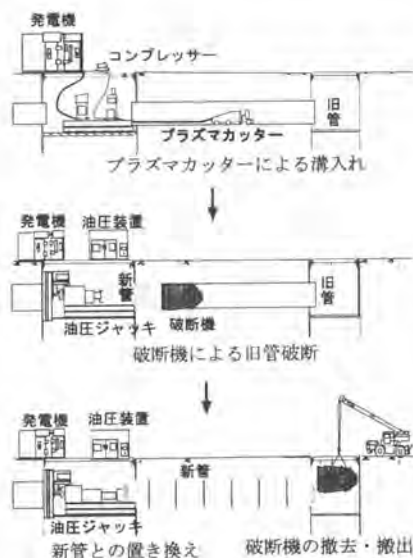 発電機
コンプレッサー
旧管
プラズマカッター
プラズマカッターによる溝入れ
発電機 油圧装置
新管
旧管
油圧ジャッキ 破断機
破断機による旧管破断
発電機 油圧装置
新管
油圧ジャッキ
新管との置き換え 破断機の撤去・搬出